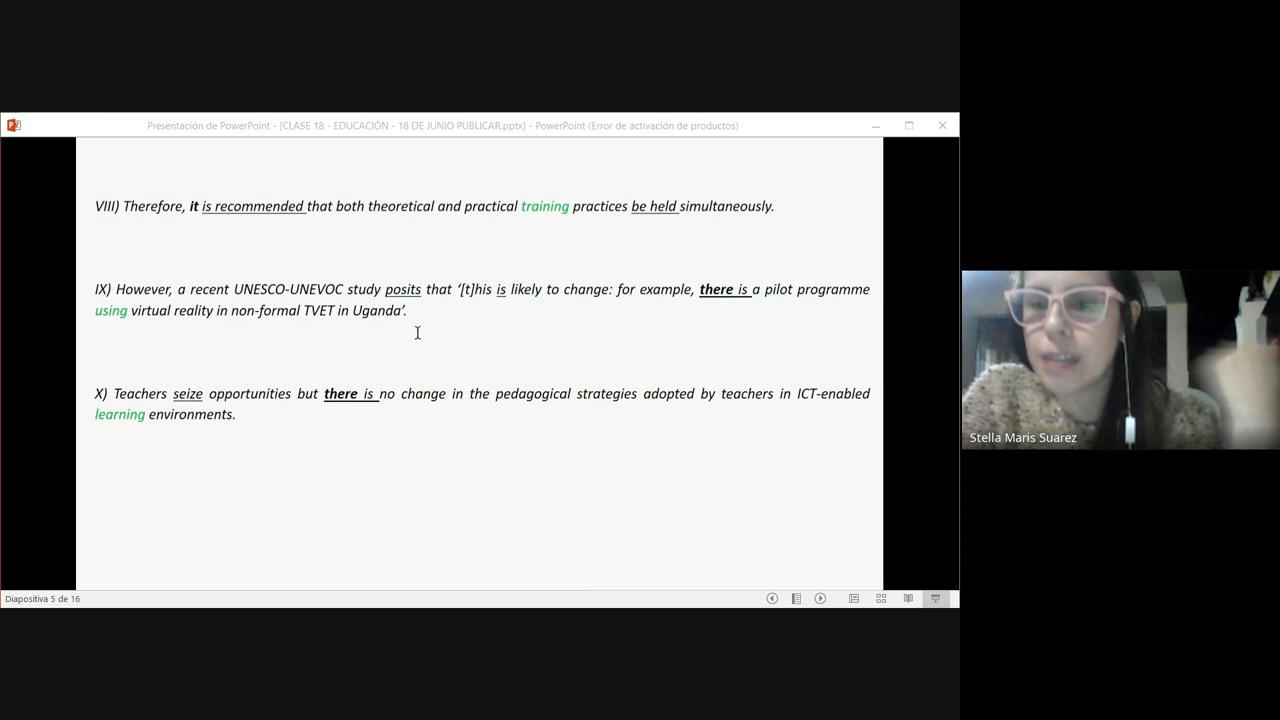 Presentación de PowerPoint - [CLASE 18 - EDUCACIÓN - 18 DE JUNIO PUBLICAR.pptx] - PowerPoint (Error de activación de productos)
VIII) Therefore, it is recommended that both theoretical and practical training practices be held simultaneously.
IX) However, a recent UNESCO-UNEVOC study posits that ‘[t]his is likely to change: for example, there is a pilot programme
using virtual reality in non-formal TVET in Uganda’.
X) Teachers seize opportunities but there is no change in the pedagogical strategies adopted by teachers in ICT-enabled
learning environments.
Stella Maris Suarez
Diapositiva 5 de 16